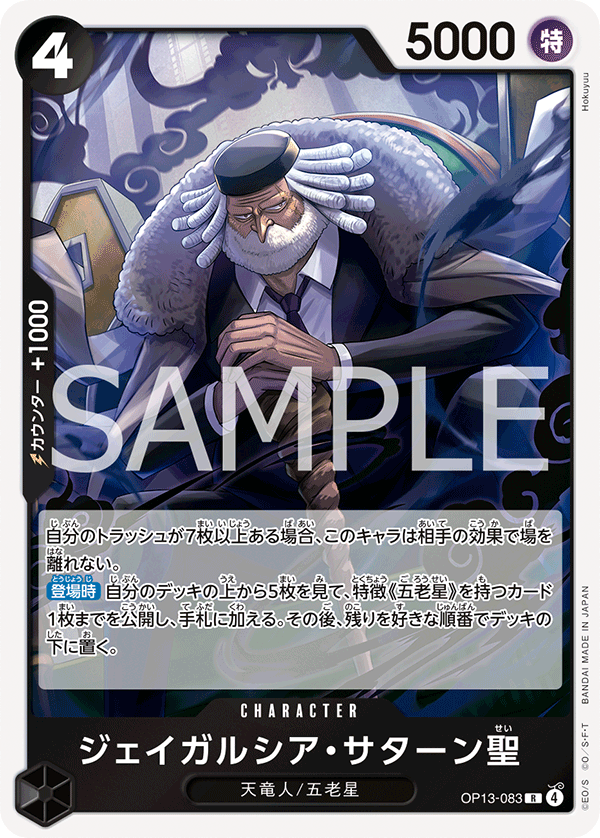 4
5000 特
Hokuyuu
カウンター +1000
SAMPLE
自分のトラッシュが7枚以上ある場合、このキャラは相手の効果で場を
離れない。
登場時 自分のデッキの上から5枚を見て、特徴《五老星》を持つカード
1枚までを公開し、手札に加える。その後、残りを好きな順番でデッキの
下に置く。
©E.O/S ©O/S・F・T BANDAI MADE IN JAPAN
CHARACTER
ジェイガルシア・サターン聖
天竜人/五老星
OP13-083 R 4